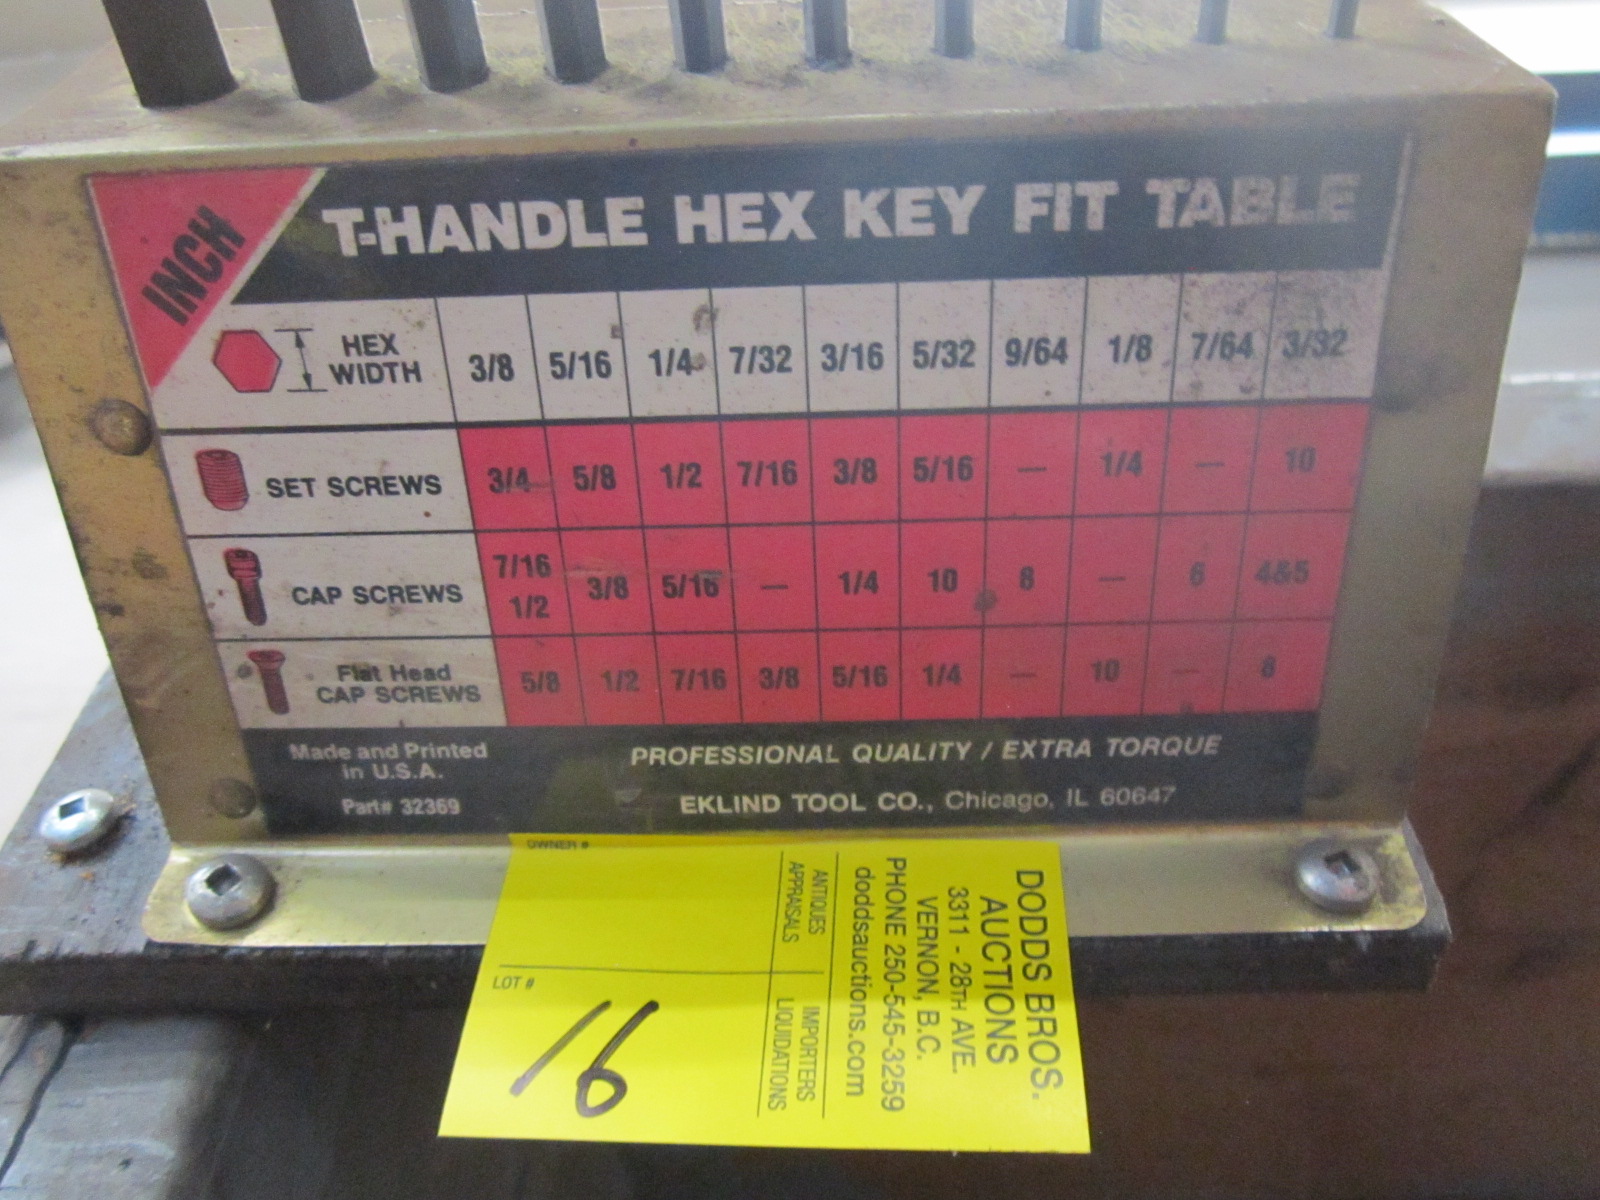 INCH
T-HANDLE HEX KEY FIT TABLE
HEX WIDTH 3/8 5/16 1/4 7/32 3/16 5/32 9/64 1/8 7/64 3/32
SET SCREWS 3/4 5/8 1/2 7/16 3/8 5/16 — 1/4 — 10
CAP SCREWS 7/16 1/2 3/8 5/16 — 1/4 10 8 — 6 4&5
Flat Head CAP SCREWS 5/8 1/2 7/16 3/8 5/16 1/4 — 10 — 8
Made and Printed
in U.S.A.
Part# 32369
PROFESSIONAL QUALITY / EXTRA TORQUE
EKLIND TOOL CO., Chicago, IL 60647
DODDS BROS.
AUCTIONS
3311 - 28TH AVE.
VERNON, B.C.
PHONE 250-545-3259
doddsauctions.com
ANTIQUES IMPORTERS
APPRAISALS LIQUIDATIONS
OWNER #
LOT #
16